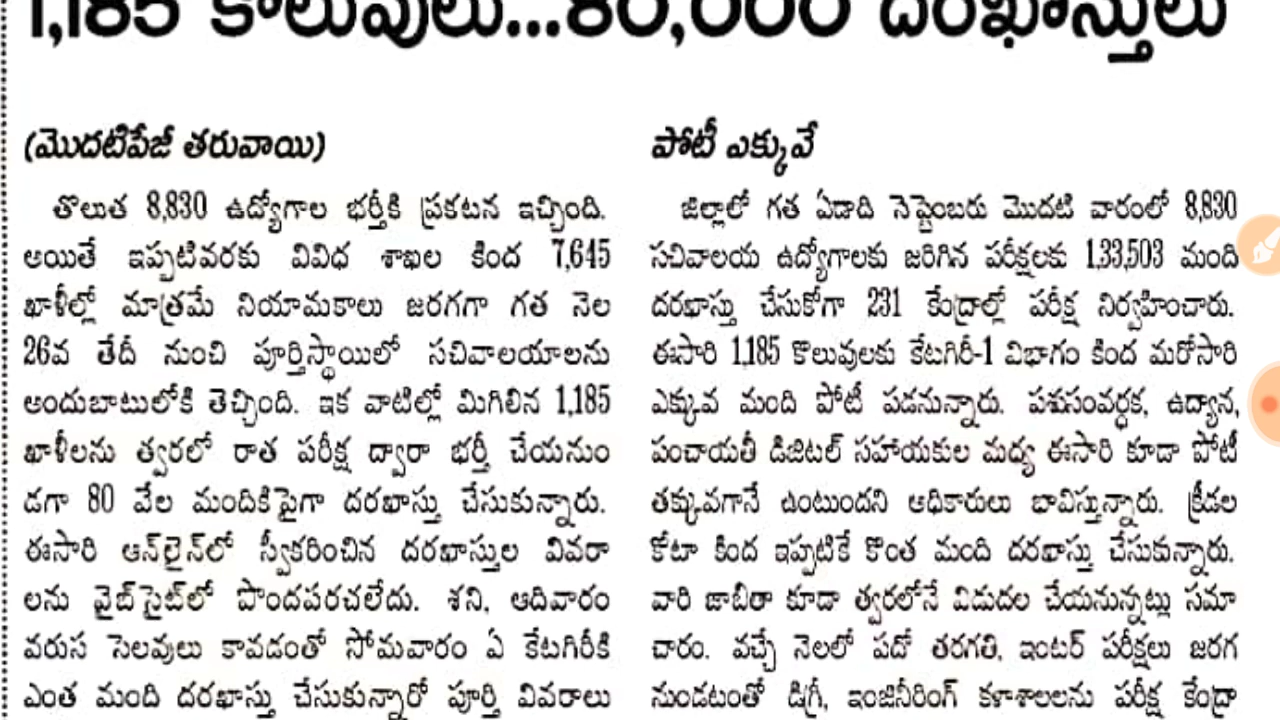 1,185 కొలువులు...80,000 దరఖాస్తులు
(మొదటిపేజీ తరువాయి)
తొలుత 8,830 ఉద్యోగాల భర్తీకి ప్రకటన ఇచ్చింది.
అయితే ఇప్పటివరకు వివిధ శాఖల కింద 7,645
ఖాళీల్లో మాత్రమే నియామకాలు జరగగా గత నెల
26వ తేదీ నుంచి పూర్తిస్థాయిలో సచివాలయాలను
అందుబాటులోకి తెచ్చింది. ఇక వాటిల్లో మిగిలిన 1,185
ఖాళీలను త్వరలో రాత పరీక్ష ద్వారా భర్తీ చేయనుం
డగా 80 వేల మందికిపైగా దరఖాస్తు చేసుకున్నారు.
ఈసారి ఆన్‌లైన్‌లో స్వీకరించిన దరఖాస్తుల వివరా
లను వైబ్‌సైట్‌లో పొందపరచలేదు. శని, ఆదివారం
వరుస సెలవులు కావడంతో సోమవారం ఏ కేటగిరీకి
ఎంత మంది దరఖాస్తు చేసుకున్నారో పూర్తి వివరాలు
పోటీ ఎక్కువే
జిల్లాలో గత ఏడాది సెప్టెంబరు మొదటి వారంలో 8,830
సచివాలయ ఉద్యోగాలకు జరిగిన పరీక్షలకు 1,33,503 మంది
దరఖాస్తు చేసుకోగా 231 కేంద్రాల్లో పరీక్ష నిర్వహించారు.
ఈసారి 1,185 కొలువులకు కేటగిరీ-1 విభాగం కింద మరోసారి
ఎక్కువ మంది పోటీ పడనున్నారు. పశుసంవర్ధక, ఉద్యాన,
పంచాయతీ డిజిటల్ సహాయకుల మధ్య ఈసారి కూడా పోటీ
తక్కువగానే ఉంటుందని ఆధికారులు బావిస్తున్నారు. క్రీడల
కోటా కింద ఇప్పటికే కొంత మంది దరఖాస్తు చేసుకున్నారు.
వారి జాబితా కూడా త్వరలోనే విడుదల చేయనున్నట్లు సమా
చారం. వచ్చే నెలలో పదో తరగతి, ఇంటర్ పరీక్షలు జరగ
నుండటంతో డిగ్రీ, ఇంజినీరింగ్ కళాశాలలను పరీక్ష కేంద్రా